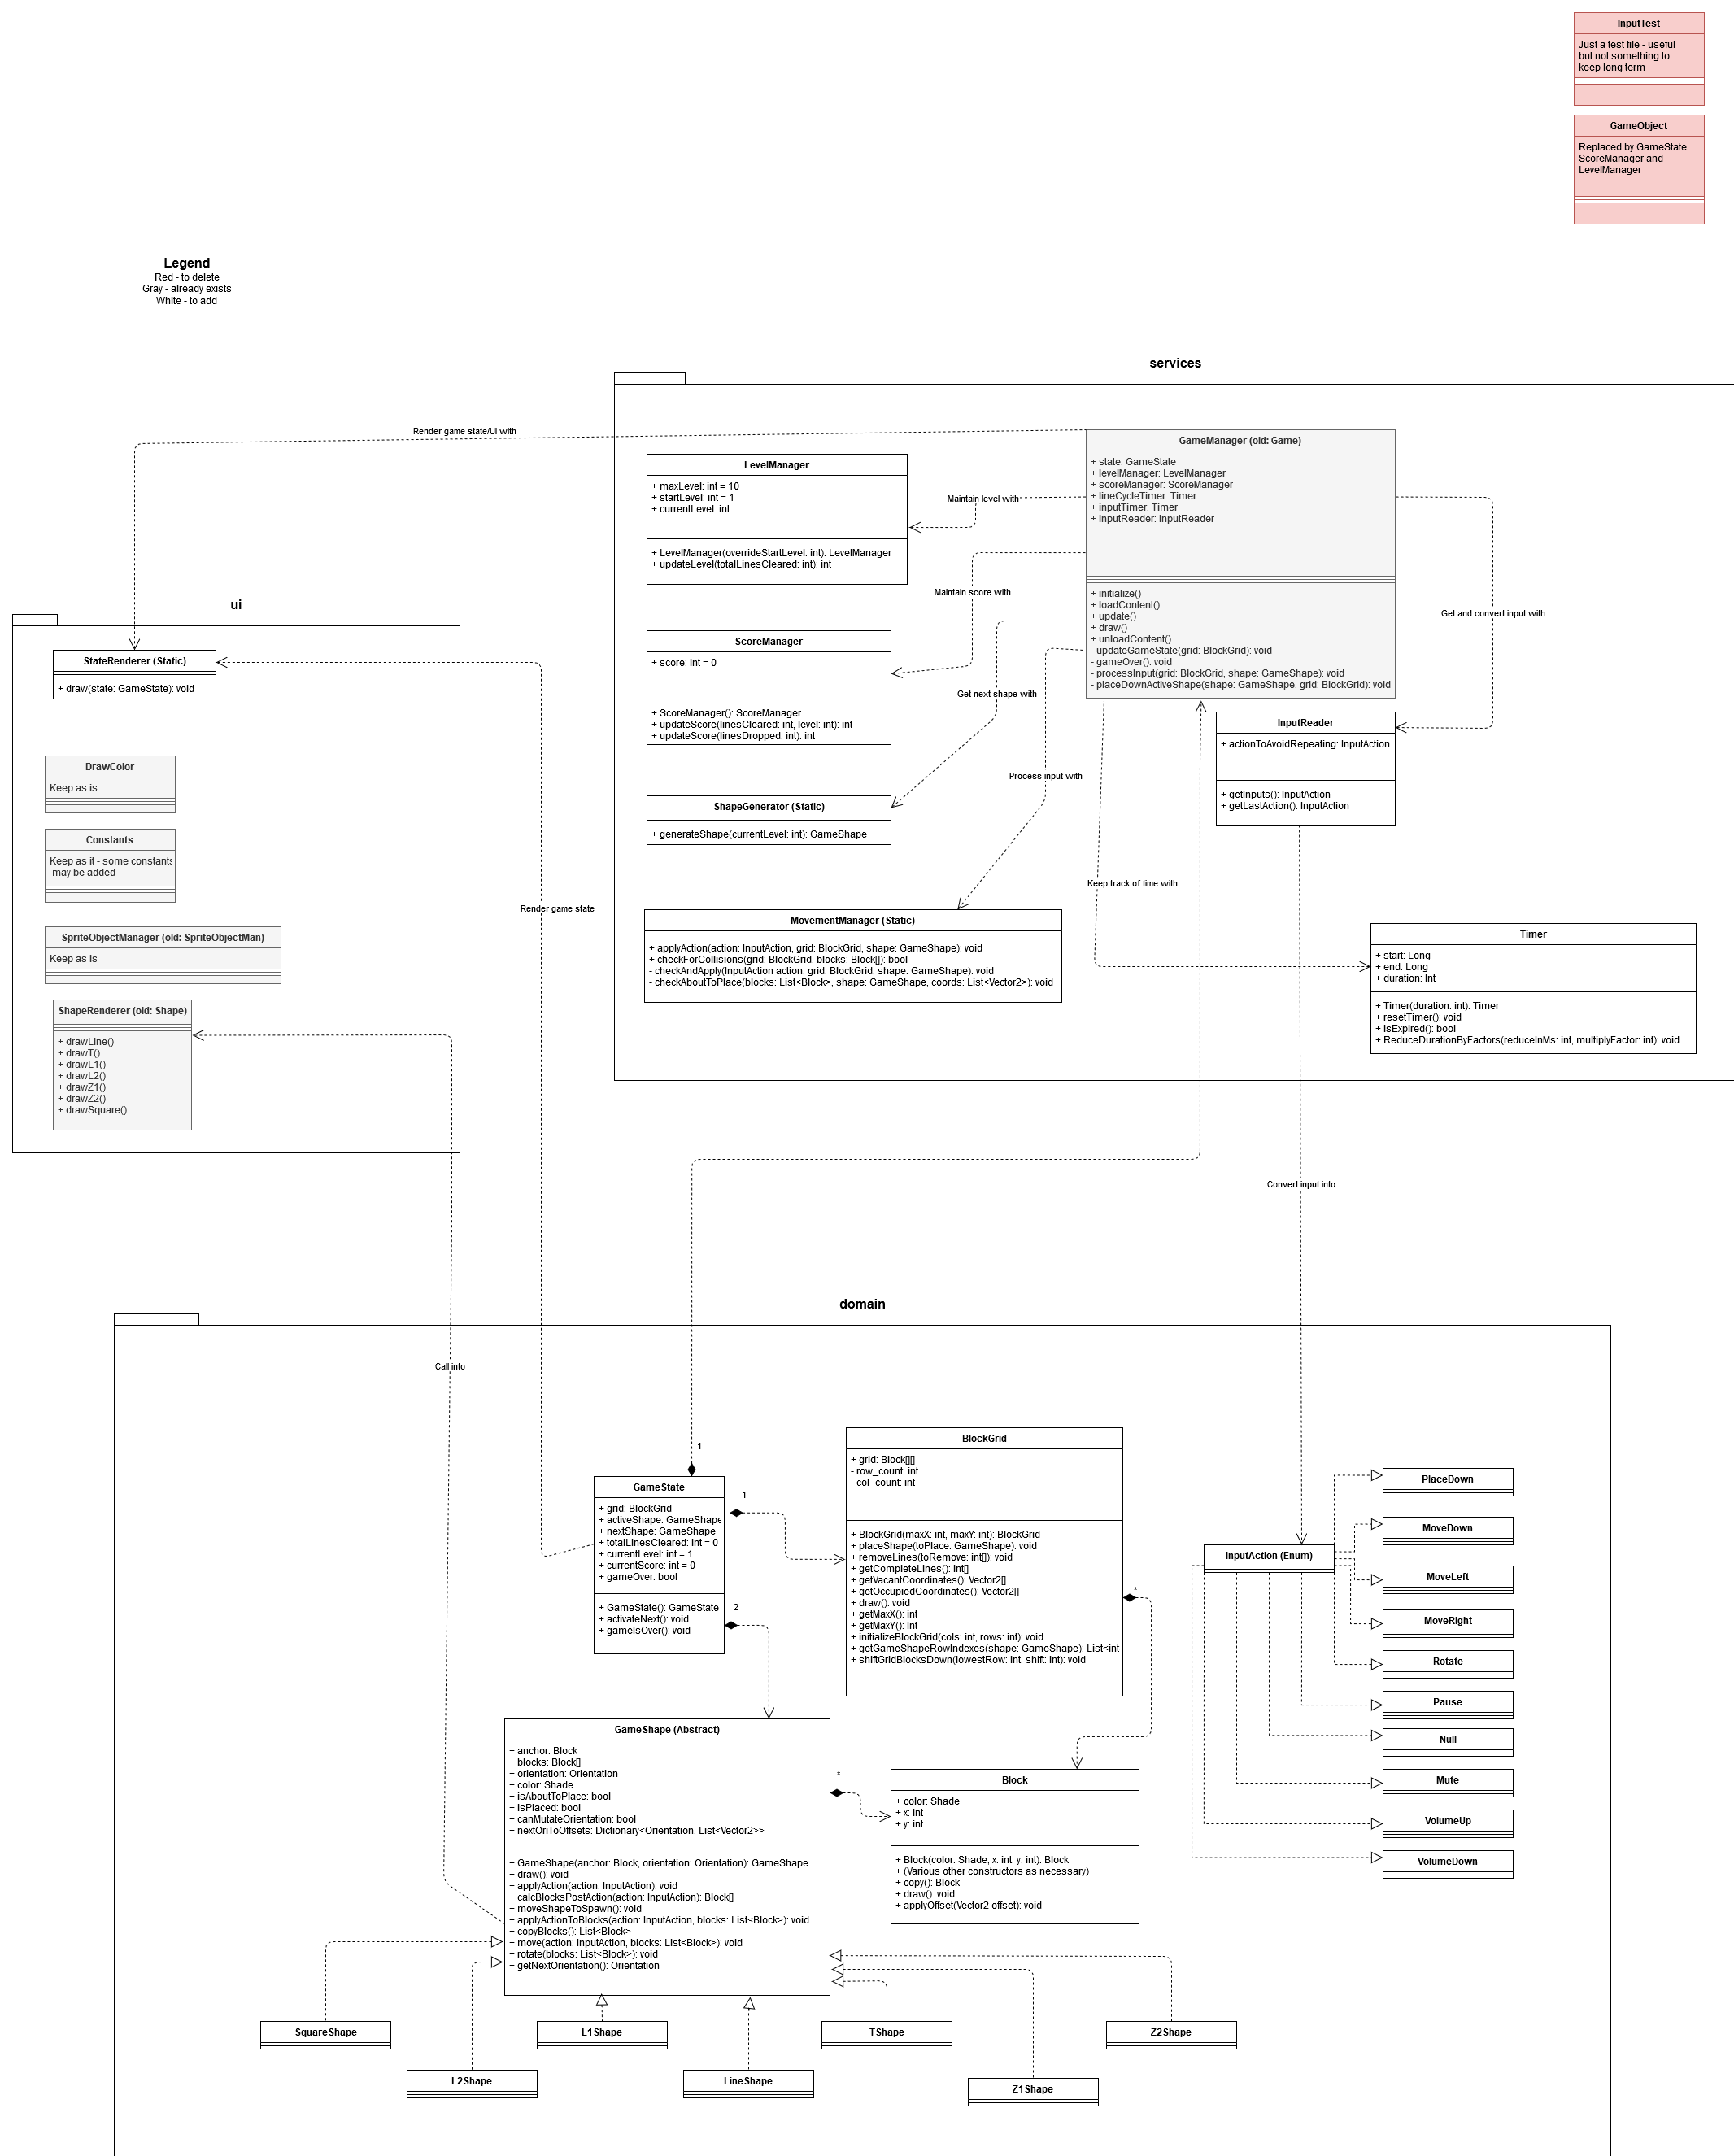 InputTest
Just a test file - useful
but not something to
keep long term
GameObject
Replaced by GameState,
ScoreManager and
LevelManager
Legend
Red - to delete
Gray - already exists
White - to add
services
Render game state/UI with
GameManager (old: Game)
+ state: GameState
+ levelManager: LevelManager
+ scoreManager: ScoreManager
+ lineCycleTimer: Timer
+ inputTimer: Timer
+ inputReader: InputReader
+ initialize()
+ loadContent()
+ update()
+ draw()
+ unloadContent()
- updateGameState(grid: BlockGrid): void
- gameOver(): void
- processInput(grid: BlockGrid, shape: GameShape): void
- placeDownActiveShape(shape: GameShape, grid: BlockGrid): void
LevelManager
+ maxLevel: int = 10
+ startLevel: int = 1
+ currentLevel: int
+ LevelManager(overrideStartLevel: int): LevelManager
+ updateLevel(totalLinesCleared: int): int
Maintain level with
Maintain score with
Get and convert input with
ScoreManager
+ score: int = 0
+ ScoreManager(): ScoreManager
+ updateScore(linesCleared: int, level: int): int
+ updateScore(linesDropped: int): int
Get next shape with
InputReader
+ actionToAvoidRepeating: InputAction
+ getInputs(): InputAction
+ getLastAction(): InputAction
Process input with
ShapeGenerator (Static)
+ generateShape(currentLevel: int): GameShape
Keep track of time with
MovementManager (Static)
+ applyAction(action: InputAction, grid: BlockGrid, shape: GameShape): void
+ checkForCollisions(grid: BlockGrid, blocks: Block[]): bool
- checkAndApply(InputAction action, grid: BlockGrid, shape: GameShape): void
- checkAboutToPlace(blocks: List<Block>, shape: GameShape, coords: List<Vector2>): void
Timer
+ start: Long
+ end: Long
+ duration: Int
+ Timer(duration: int): Timer
+ resetTimer(): void
+ isExpired(): bool
+ ReduceDurationByFactors(reduceInMs: int, multiplyFactor: int): void
ui
StateRenderer (Static)
+ draw(state: GameState): void
DrawColor
Keep as is
Constants
Keep as it - some constants
may be added
SpriteObjectManager (old: SpriteObjectMan)
Keep as is
ShapeRenderer (old: Shape)
+ drawLine()
+ drawT()
+ drawL1()
+ drawL2()
+ drawZ1()
+ drawZ2()
+ drawSquare()
Render game state
Convert input into
domain
Call into
1
GameState
+ grid: BlockGrid
+ activeShape: GameShape
+ nextShape: GameShape
+ totalLinesCleared: int = 0
+ currentLevel: int = 1
+ currentScore: int = 0
+ gameOver: bool
+ GameState(): GameState
+ activateNext(): void
+ gameIsOver(): void
1
2
BlockGrid
+ grid: Block[][]
- row_count: int
- col_count: int
+ BlockGrid(maxX: int, maxY: int): BlockGrid
+ placeShape(toPlace: GameShape): void
+ removeLines(toRemove: int[]): void
+ getCompleteLines(): int[]
+ getVacantCoordinates(): Vector2[]
+ getOccupiedCoordinates(): Vector2[]
+ draw(): void
+ getMaxX(): int
+ getMaxY(): Int
+ initializeBlockGrid(cols: int, rows: int): void
+ getGameShapeRowIndexes(shape: GameShape): List<int
+ shiftGridBlocksDown(lowestRow: int, shift: int): void
*
InputAction (Enum)
PlaceDown
MoveDown
MoveLeft
MoveRight
Rotate
Pause
Null
Mute
VolumeUp
VolumeDown
GameShape (Abstract)
+ anchor: Block
+ blocks: Block[]
+ orientation: Orientation
+ color: Shade
+ isAboutToPlace: bool
+ isPlaced: bool
+ canMutateOrientation: bool
+ nextOriToOffsets: Dictionary<Orientation, List<Vector2>>
+ GameShape(anchor: Block, orientation: Orientation): GameShape
+ draw(): void
+ applyAction(action: InputAction): void
+ calcBlocksPostAction(action: InputAction): Block[]
+ moveShapeToSpawn(): void
+ applyActionToBlocks(action: InputAction, blocks: List<Block>): void
+ copyBlocks(): List<Block>
+ move(action: InputAction, blocks: List<Block>): void
+ rotate(blocks: List<Block>): void
+ getNextOrientation(): Orientation
*
Block
+ color: Shade
+ x: int
+ y: int
+ Block(color: Shade, x: int, y: int): Block
+ (Various other constructors as necessary)
+ copy(): Block
+ draw(): void
+ applyOffset(Vector2 offset): void
SquareShape
L1Shape
TShape
Z2Shape
L2Shape
LineShape
Z1Shape